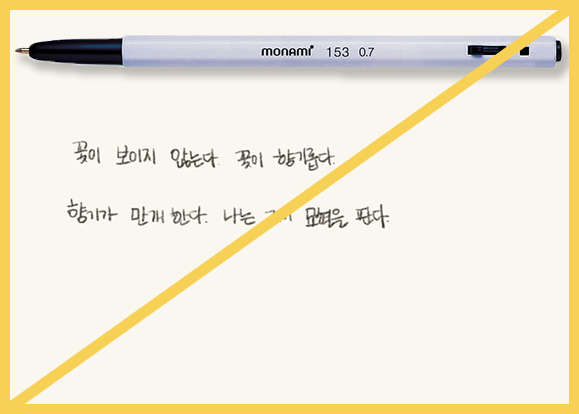 monami 153 0.7
꽃이 보이지 않는다. 꽃이 향기롭다.
향기가 만개한다. 나는 묘혈을 판다.